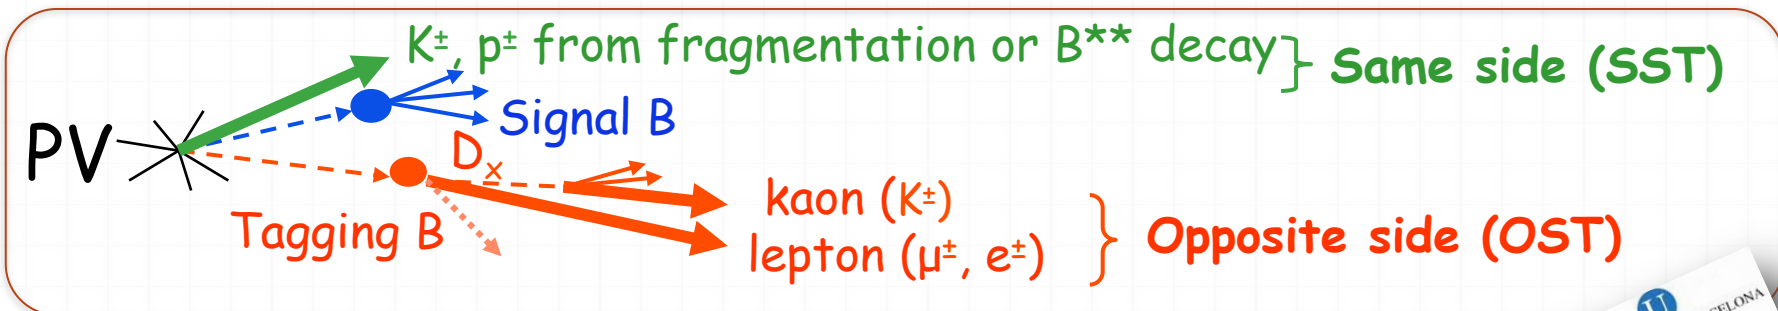 K±, p± from fragmentation or B** decay
Same side (SST)
Signal B
PV
Dx
kaon (K±)
Tagging B
lepton (μ±, e±)
Opposite side (OST)
U